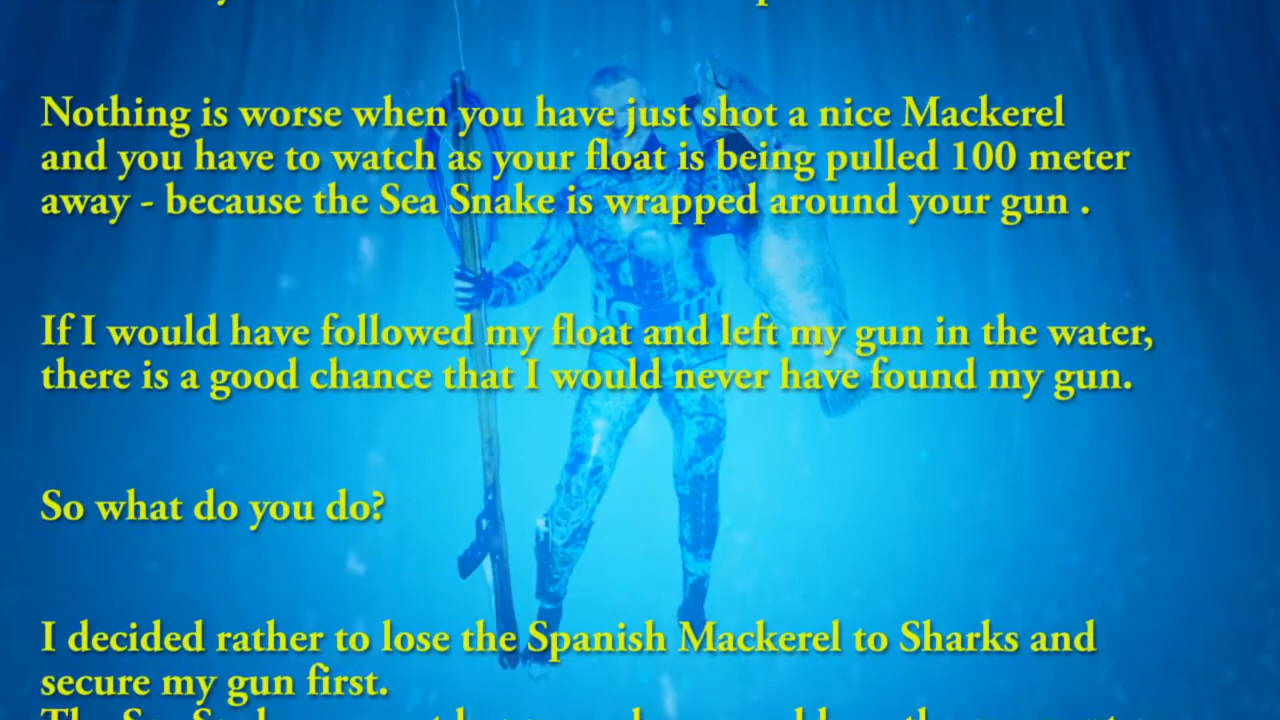 Nothing is worse when you have just shot a nice Mackerel
and you have to watch as your float is being pulled 100 meter
away - because the Sea Snake is wrapped around your gun .
If I would have followed my float and left my gun in the water,
there is a good chance that I would never have found my gun.
So what do you do?
I decided rather to lose the Spanish Mackerel to Sharks and
secure my gun first.